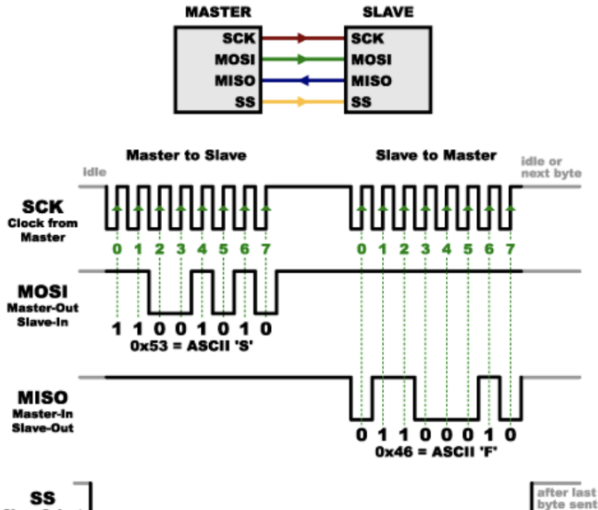 MASTER SLAVE
SCK SCK
MOSI MOSI
MISO MISO
SS SS
Master to Slave Slave to Master
idle idle or
next byte
SCK
Clock from
Master
0 1 2 3 4 5 6 7 0 1 2 3 4 5 6 7
MOSI
Master-Out
Slave-In
1 1 0 0 1 0 1 0
0x53 = ASCII 'S'
MISO
Master-In
Slave-Out
0 1 1 0 0 0 1 0
0x46 = ASCII 'F'
SS
after last
byte sent